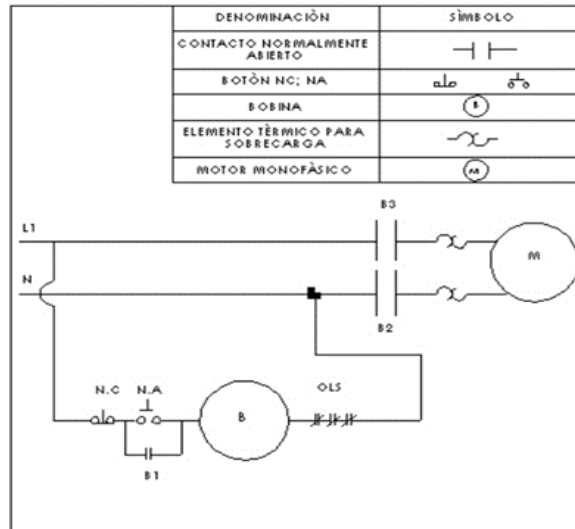 DENOMINACIÒN SÌMBOLO
CONTACTO NORMALMENTE
ABIERTO
BOTÒN NC; NA
BOBINA B
ELEMENTO TÈRMICO PARA
SOBRECARGA
MOTOR MONOFÀSICO M
B3
L1
M
N
B2
N.C N.A OLS
B
B1